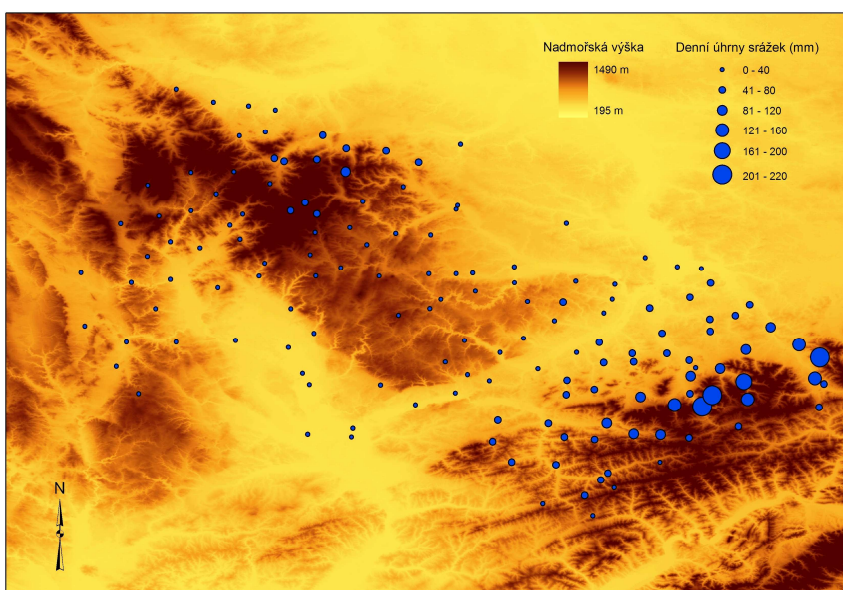 Nadmořská výška
1490 m
195 m
Denní úhrny srážek (mm)
0 - 40
41 - 80
81 - 120
121 - 160
161 - 200
201 - 220
N